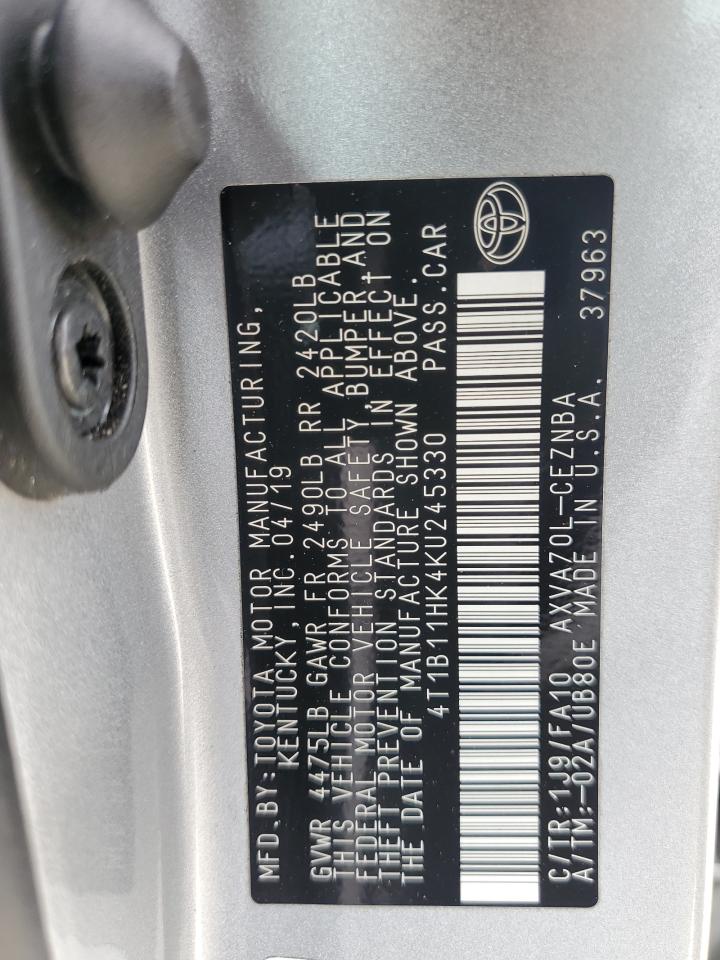 MFD.BY:TOYOTA MOTOR MANUFACTURING,
KENTUCKY,INC.04/19
GVWR 4475LB GAWR FR 2490LB RR 2420LB
THIS VEHICLE CONFORMS TO ALL APPLICABLE
FEDERAL MOTOR VEHICLE SAFETY,BUMPER,AND
THEFT PREVENTION STANDARDS IN EFFECT ON
THE DATE OF MANUFACTURE SHOWN ABOVE.
4T1B11HK4KU245330 PASS.CAR
C/TR:1J9/FA10 AXVA70L-CEZNBA
A/TM:-02A/UB80E MADE IN U.S.A. 37963